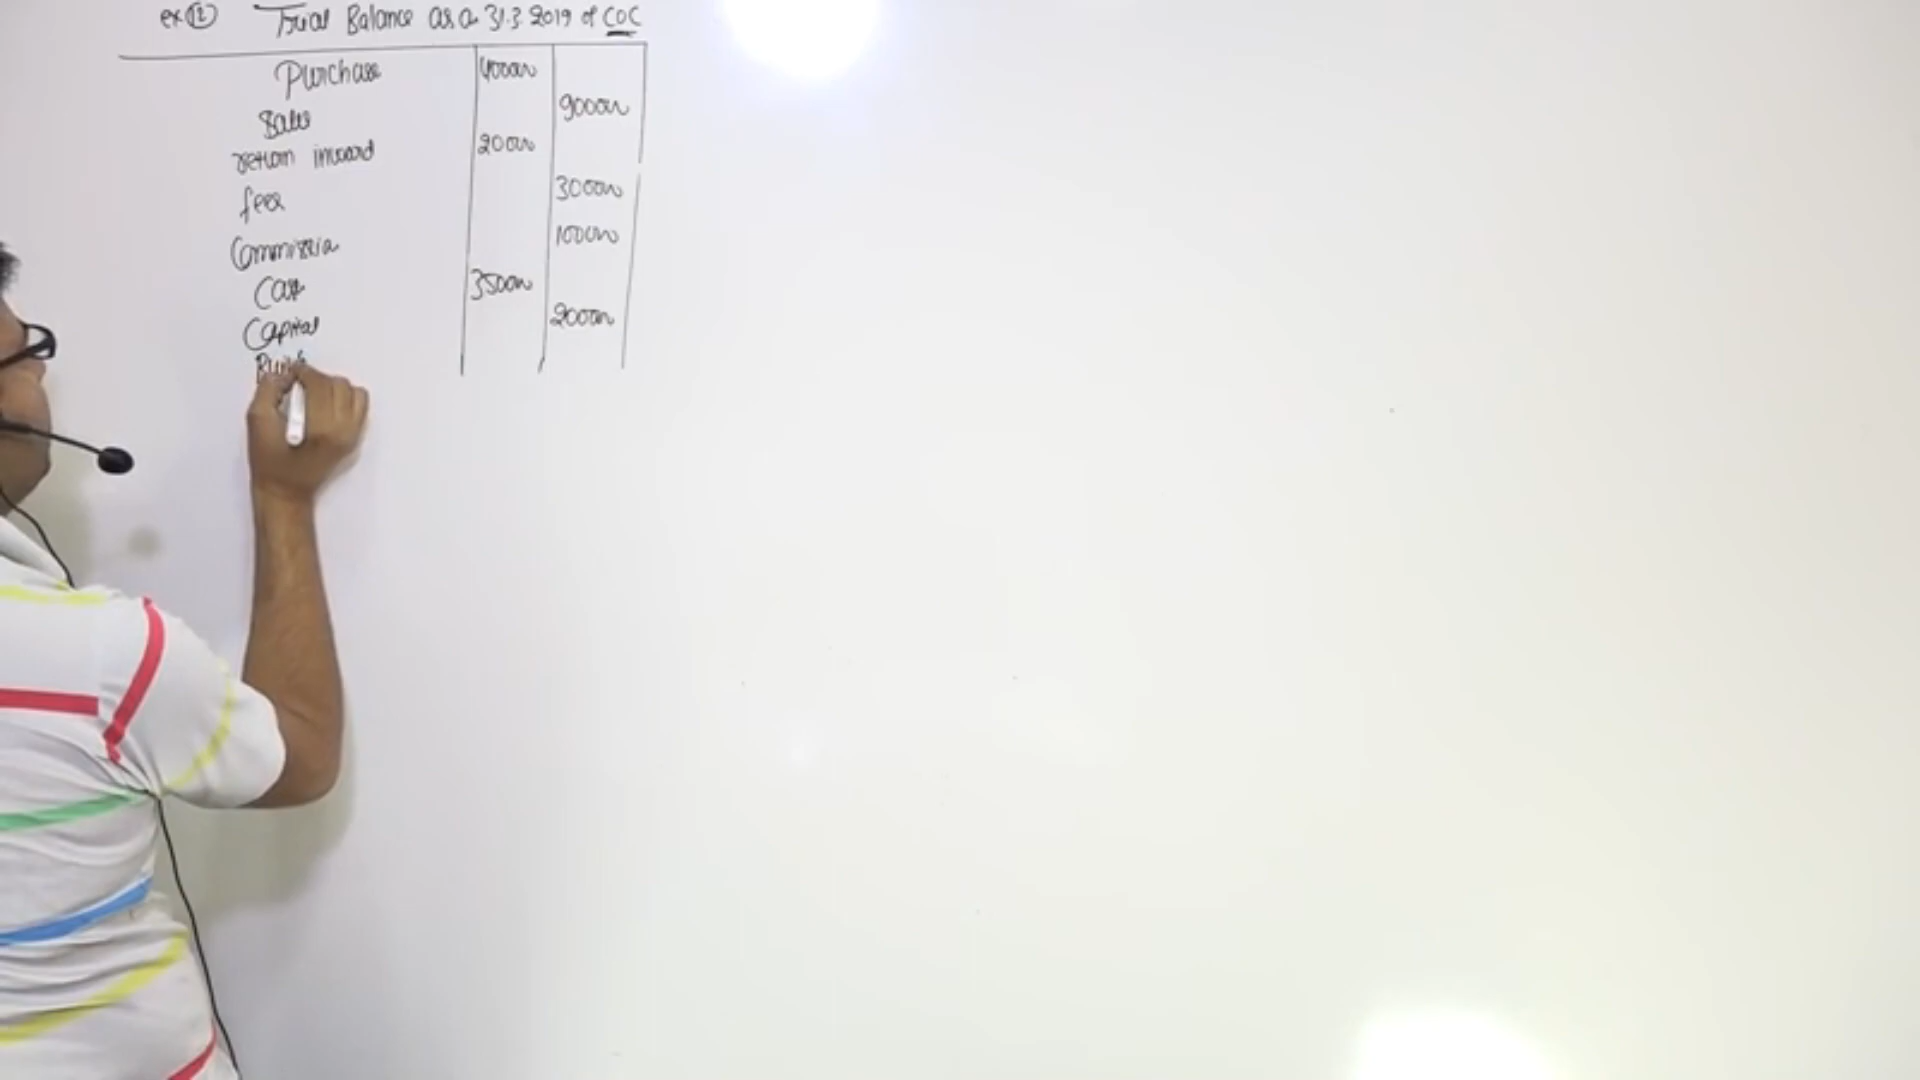 ex ⑫ Trial Balance as on 31.3.2019 of COC
Purchase 40000
Sales 90000
return inward 2000
fees 30000
Commission 10000
Cash 35000
Capital 20000